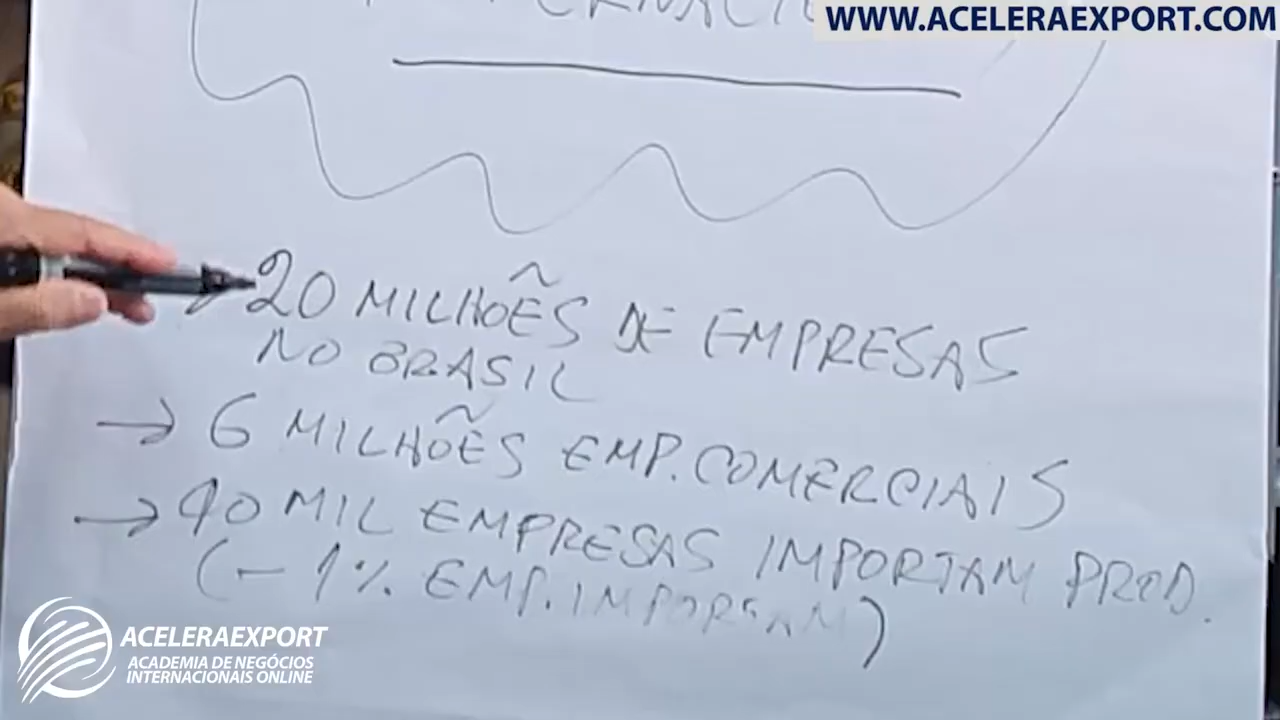 WWW.ACELERAEXPORT.COM
→ 20 MILHÕES DE EMPRESAS
NO BRASIL
→ 6 MILHÕES EMP. COMERCIAIS
→ 40 MIL EMPRESAS IMPORTAM PROD.
(-1% EMP. IMPORTAM)
ACELERAEXPORT
ACADEMIA DE NEGÓCIOS
INTERNACIONAIS ONLINE